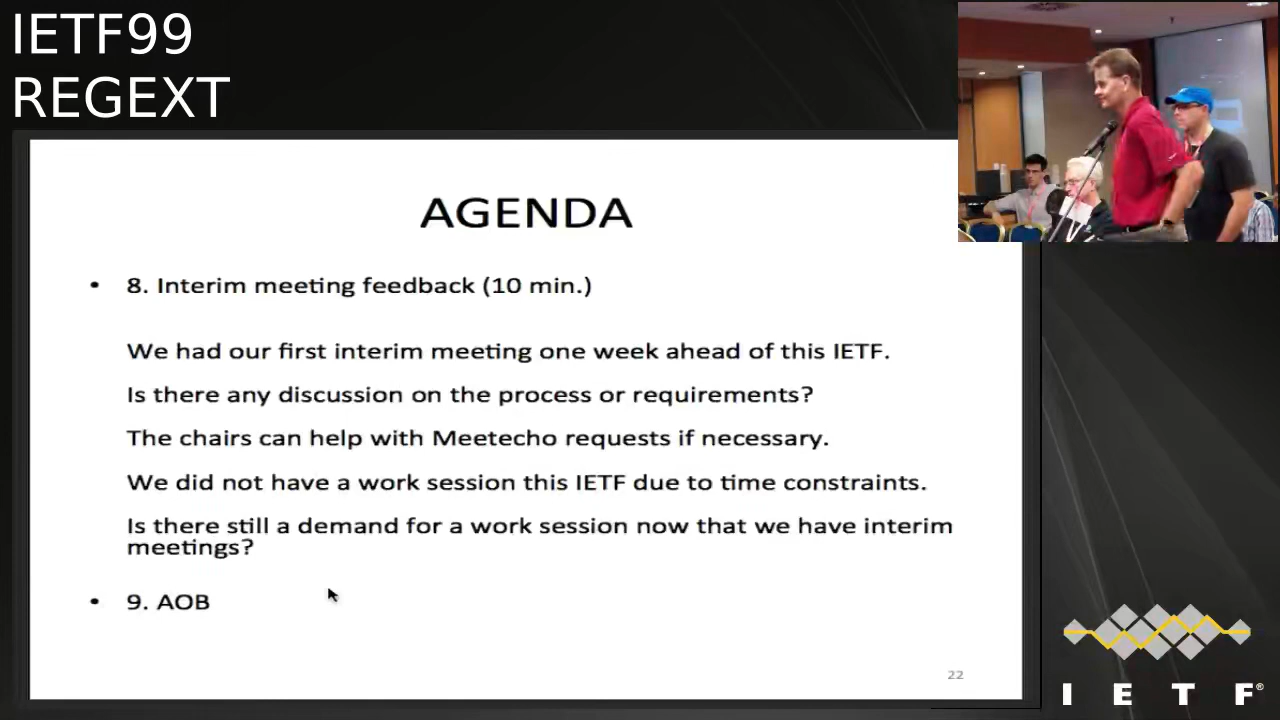 IETF99
REGEXT
AGENDA
• 8. Interim meeting feedback (10 min.)
We had our first interim meeting one week ahead of this IETF.
Is there any discussion on the process or requirements?
The chairs can help with Meetecho requests if necessary.
We did not have a work session this IETF due to time constraints.
Is there still a demand for a work session now that we have interim
meetings?
• 9. AOB
22
I E T F®